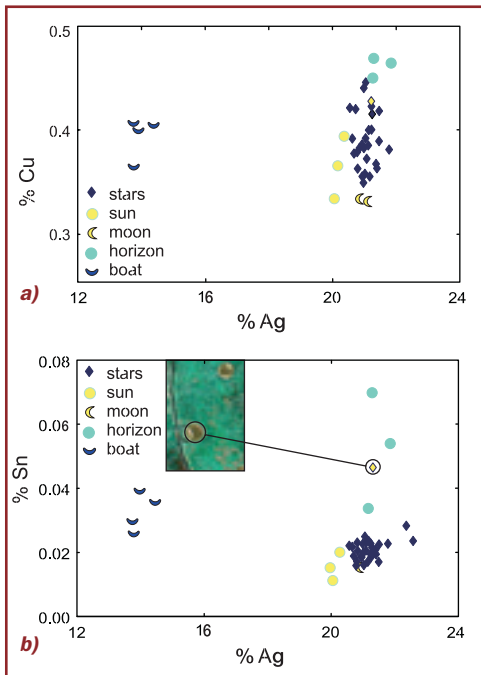 0.5
0.4
0.3
% Cu
stars
sun
moon
horizon
boat
a)
12 16 20 24
% Ag
0.08
0.06
0.04
0.02
0.00
% Sn
stars
sun
moon
horizon
boat
b)
12 16 20 24
% Ag